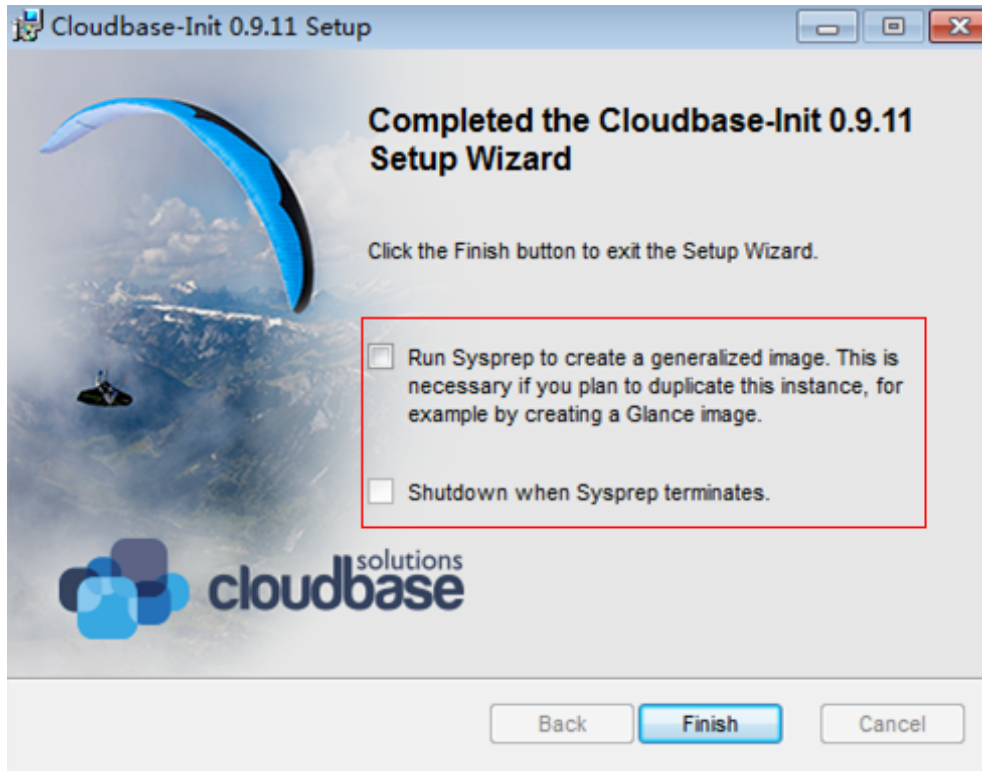 Cloudbase-Init 0.9.11 Setup
Completed the Cloudbase-Init 0.9.11
Setup Wizard
Click the Finish button to exit the Setup Wizard.
Run Sysprep to create a generalized image. This is
necessary if you plan to duplicate this instance, for
example by creating a Glance image.
Shutdown when Sysprep terminates.
solutions
cloudbase
Back
Finish
Cancel